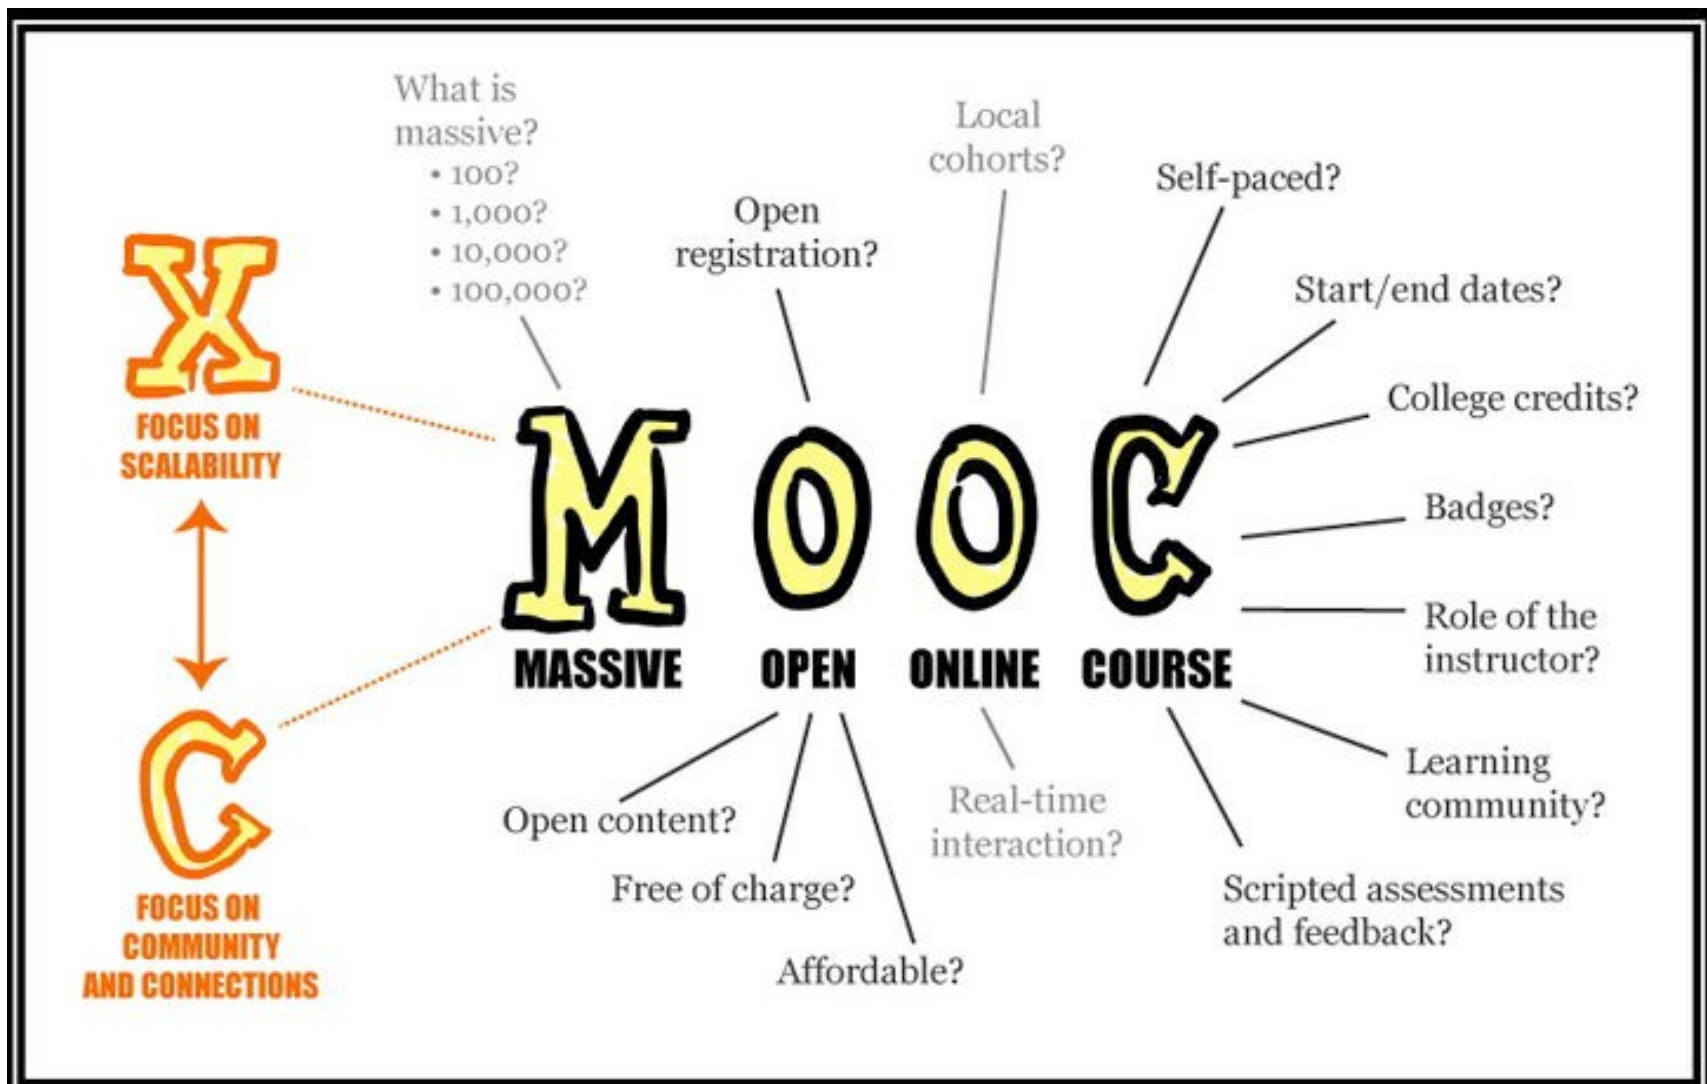 What is
massive?
• 100?
• 1,000?
• 10,000?
• 100,000?
Open
registration?
Local
cohorts?
Self-paced?
Start/end dates?
College credits?
Badges?
Role of the
instructor?
Learning
community?
Scripted assessments
and feedback?
X
FOCUS ON
SCALABILITY
C
FOCUS ON
COMMUNITY
AND CONNECTIONS
MOOC
MASSIVE OPEN ONLINE COURSE
Open content?
Free of charge?
Affordable?
Real-time
interaction?